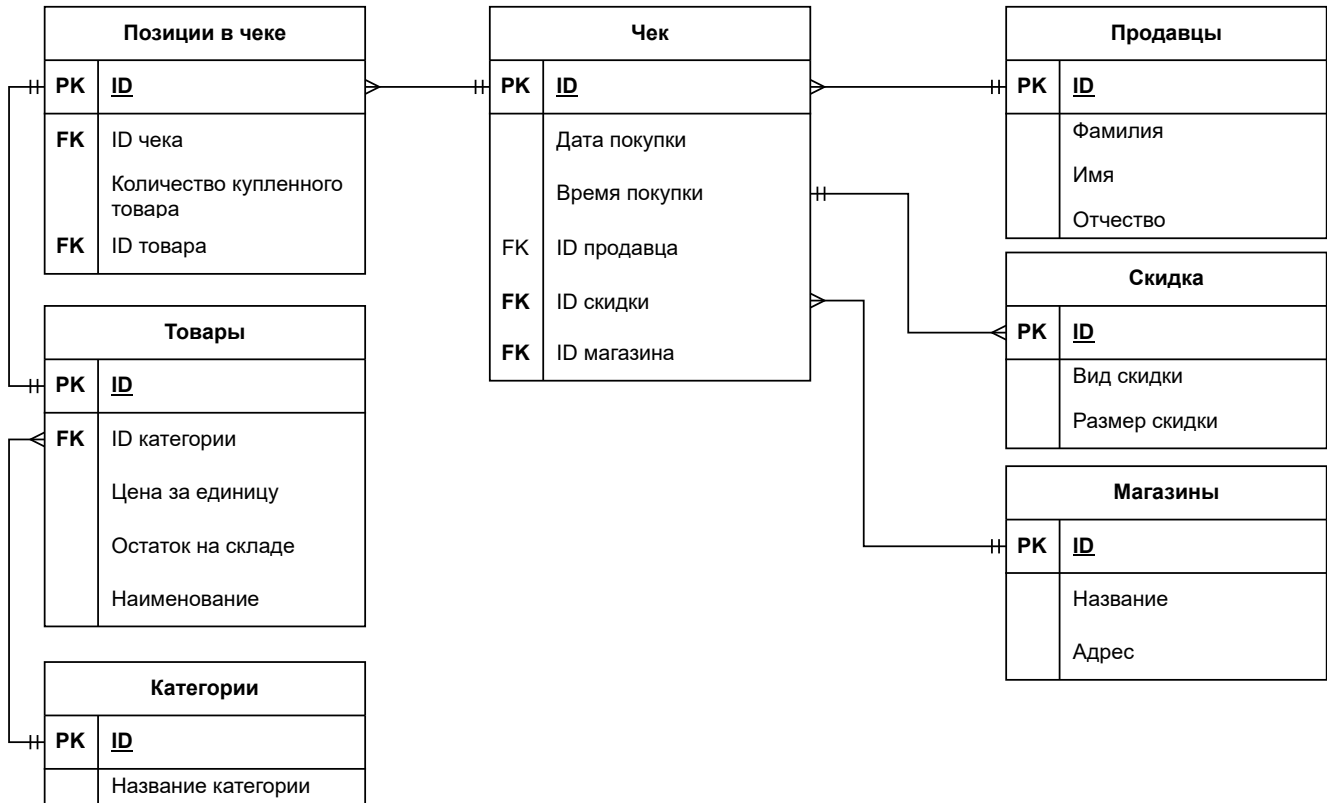 Позиции в чеке
PK ID
FK ID чека
Количество купленного
товара
FK ID товара
Товары
PK ID
FK ID категории
Цена за единицу
Остаток на складе
Наименование
Категории
PK ID
Название категории
Чек
PK ID
Дата покупки
Время покупки
FK ID продавца
FK ID скидки
FK ID магазина
Продавцы
PK ID
Фамилия
Имя
Отчество
Скидка
PK ID
Вид скидки
Размер скидки
Магазины
PK ID
Название
Адрес